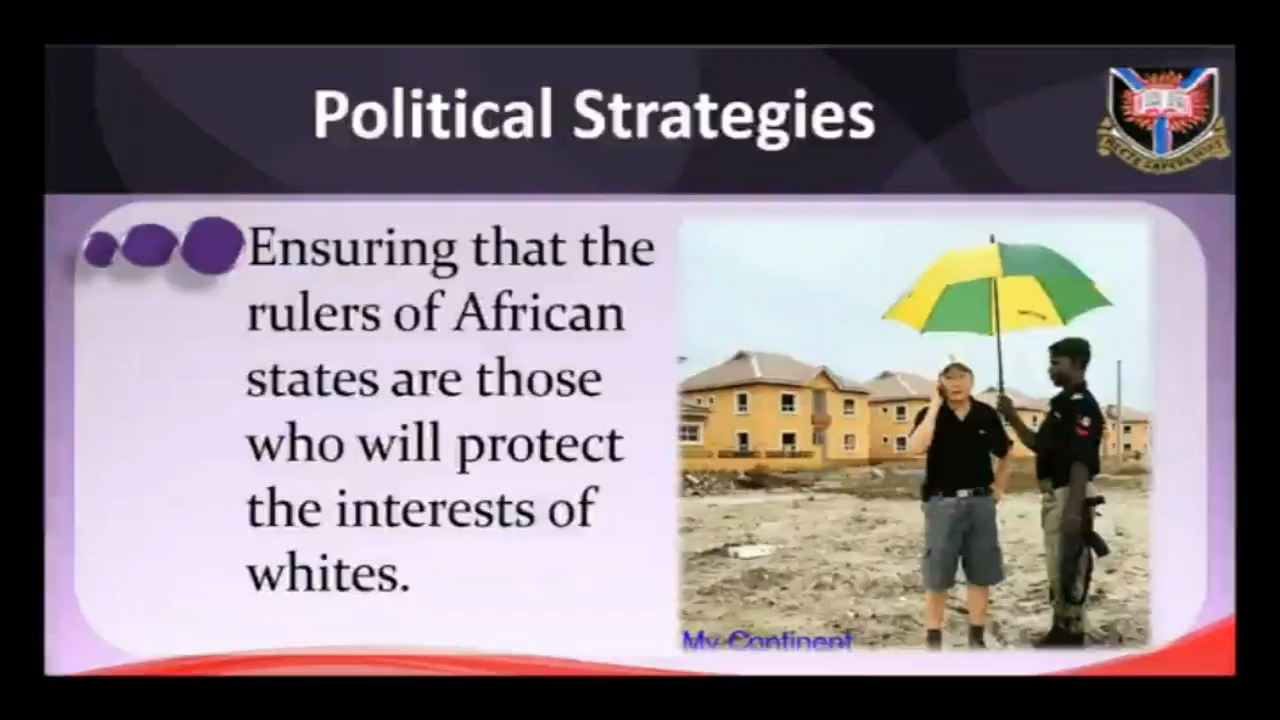 Political Strategies
Ensuring that the
rulers of African
states are those
who will protect
the interests of
whites.
My Continent